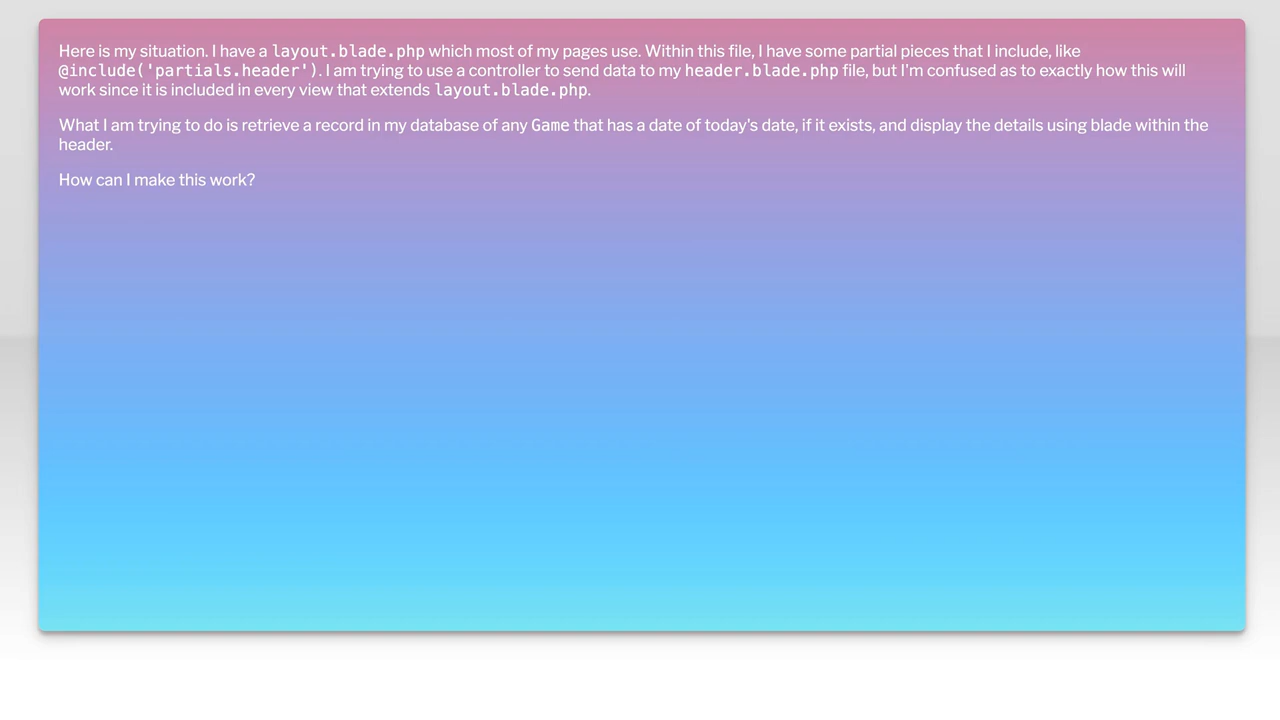 Here is my situation. I have a layout.blade.php which most of my pages use. Within this file, I have some partial pieces that I include, like
@include('partials.header'). I am trying to use a controller to send data to my header.blade.php file, but I'm confused as to exactly how this will
work since it is included in every view that extends layout.blade.php.
What I am trying to do is retrieve a record in my database of any Game that has a date of today's date, if it exists, and display the details using blade within the
header.
How can I make this work?